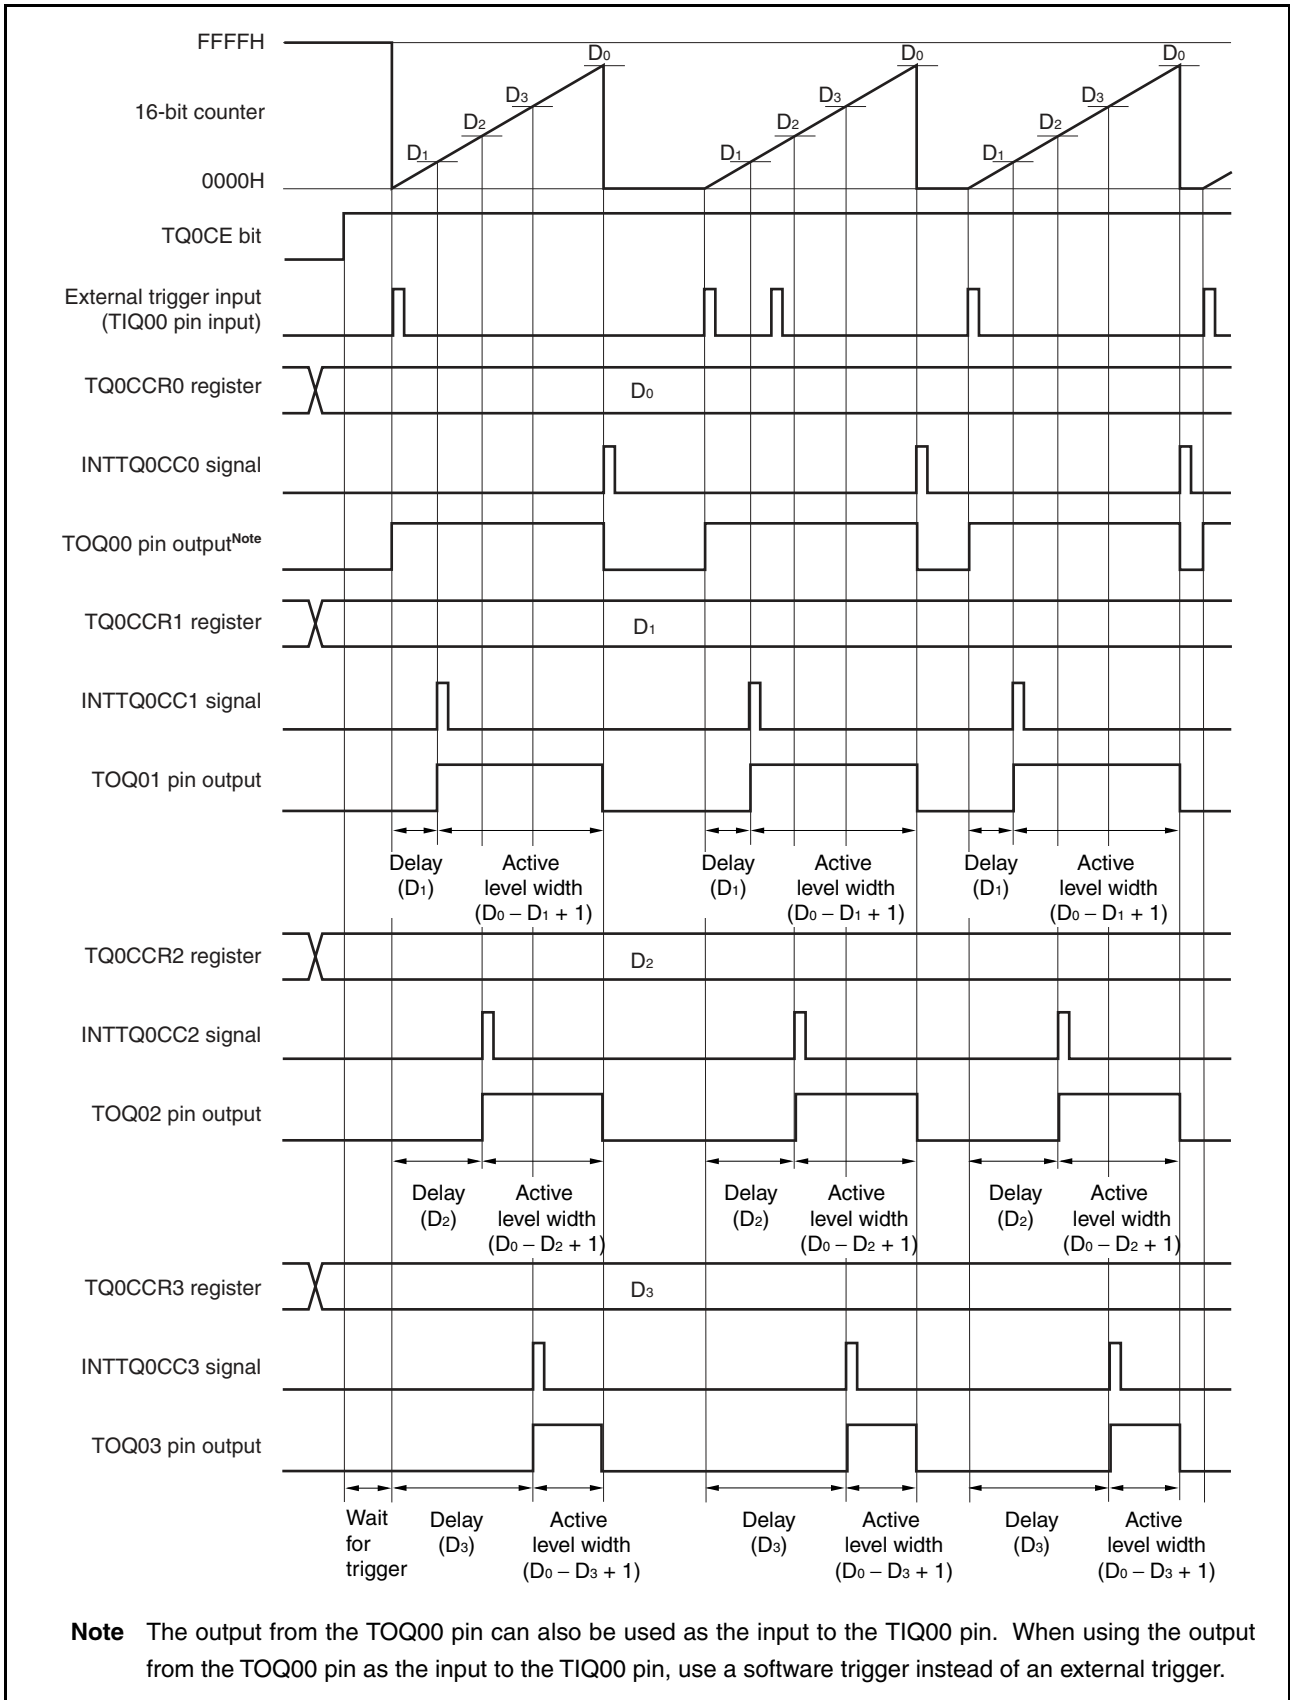 FFFFH
D0 D0 D0
D3 D3 D3
16-bit counter
D2 D2 D2
D1 D1 D1
0000H
TQ0CE bit
External trigger input
(TIQ00 pin input)
TQ0CCR0 register
D0
INTTQ0CC0 signal
TOQ00 pin output Note
TQ0CCR1 register
D1
INTTQ0CC1 signal
TOQ01 pin output
Delay Active Delay Active Delay Active
(D1) level width (D1) level width (D1) level width
(D0 – D1 + 1) (D0 – D1 + 1) (D0 – D1 + 1)
TQ0CCR2 register
D2
INTTQ0CC2 signal
TOQ02 pin output
Delay Active Delay Active Delay Active
(D2) level width (D2) level width (D2) level width
(D0 – D2 + 1) (D0 – D2 + 1) (D0 – D2 + 1)
TQ0CCR3 register
D3
INTTQ0CC3 signal
TOQ03 pin output
Wait Delay Active Delay Active Delay Active
for (D3) level width (D3) level width (D3) level width
trigger (D0 – D3 + 1) (D0 – D3 + 1) (D0 – D3 + 1)
Note The output from the TOQ00 pin can also be used as the input to the TIQ00 pin. When using the output
from the TOQ00 pin as the input to the TIQ00 pin, use a software trigger instead of an external trigger.